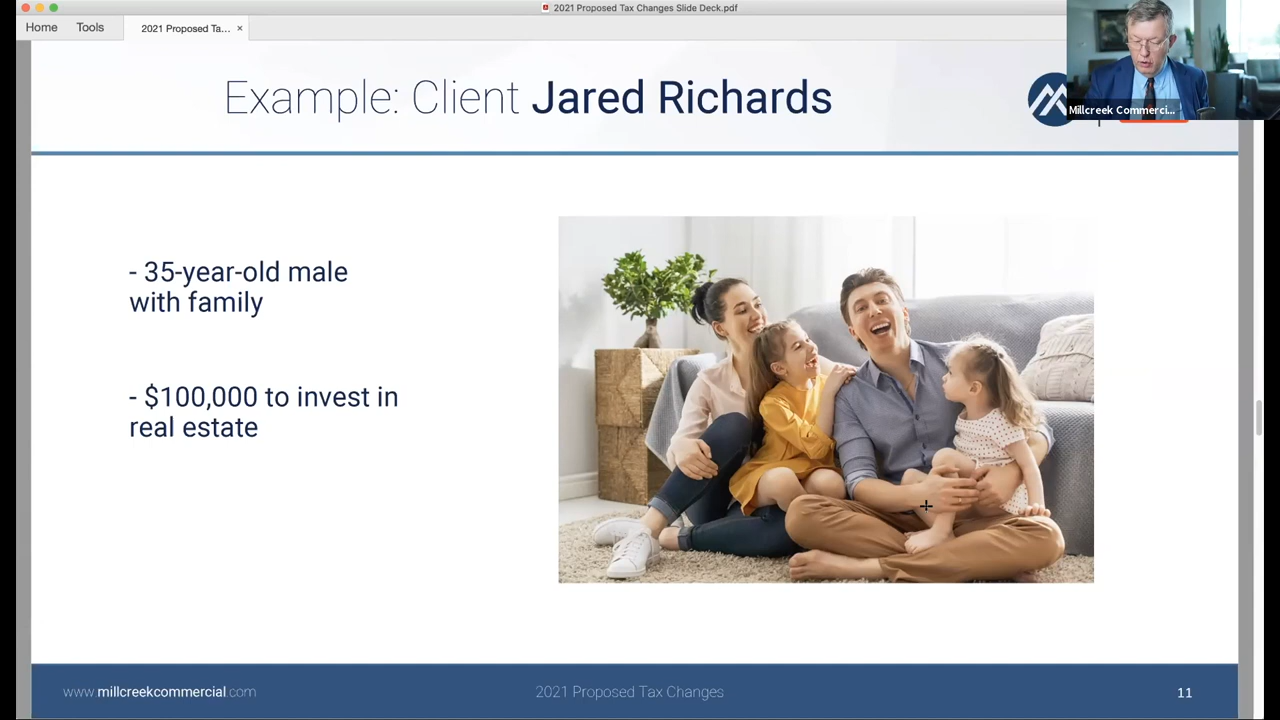 2021 Proposed Tax Changes Slide Deck.pdf
Home Tools 2021 Proposed Ta... ×
Example: Client Jared Richards
Millcreek Commerci...
- 35-year-old male
with family
- $100,000 to invest in
real estate
www.millcreekcommercial.com 2021 Proposed Tax Changes 11